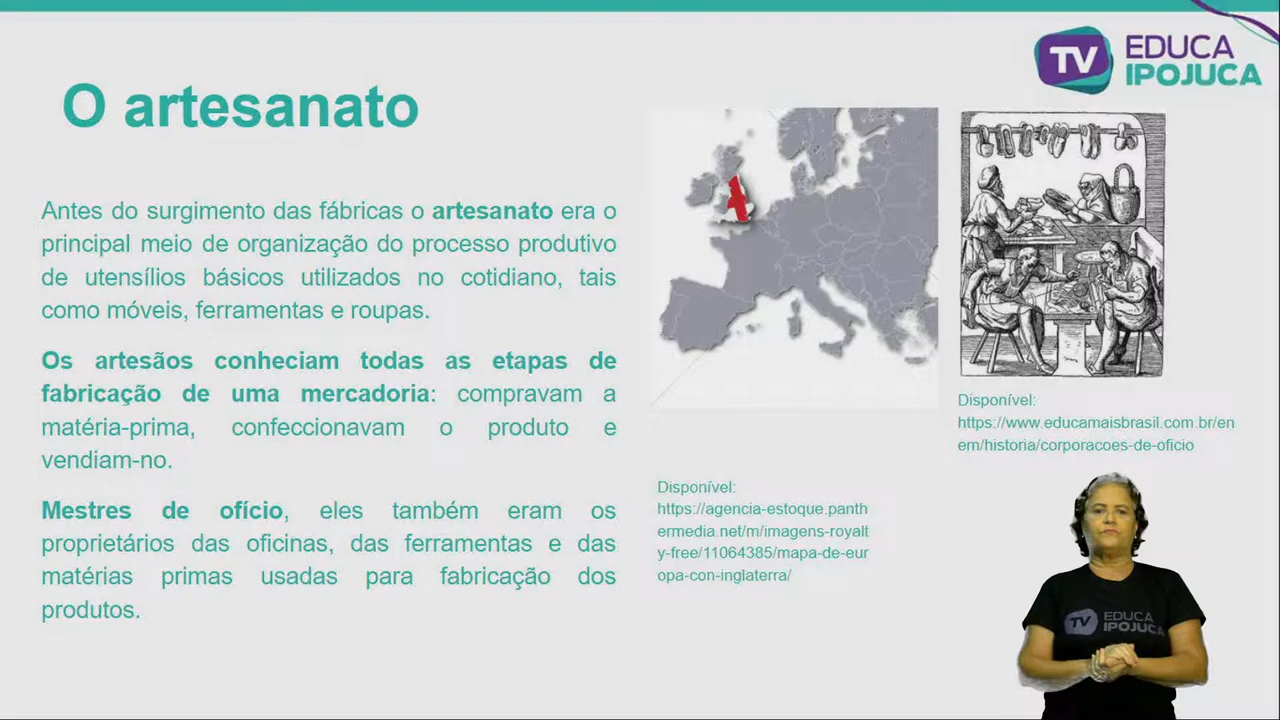 TV EDUCA
IPOJUCA
O artesanato
Antes do surgimento das fábricas o artesanato era o
principal meio de organização do processo produtivo
de utensílios básicos utilizados no cotidiano, tais
como móveis, ferramentas e roupas.
Os artesãos conheciam todas as etapas de
fabricação de uma mercadoria: compravam a
matéria-prima, confeccionavam o produto e
vendiam-no.
Mestres de ofício, eles também eram os
proprietários das oficinas, das ferramentas e das
matérias primas usadas para fabricação dos
produtos.
Disponível:
https://agencia-estoque.panth
ermedia.net/m/imagens-royalt
y-free/11064385/mapa-de-eur
opa-con-inglaterra/
Disponível:
https://www.educamaisbrasil.com.br/en
em/historia/corporacoes-de-oficio
TV EDUCA
IPOJUCA